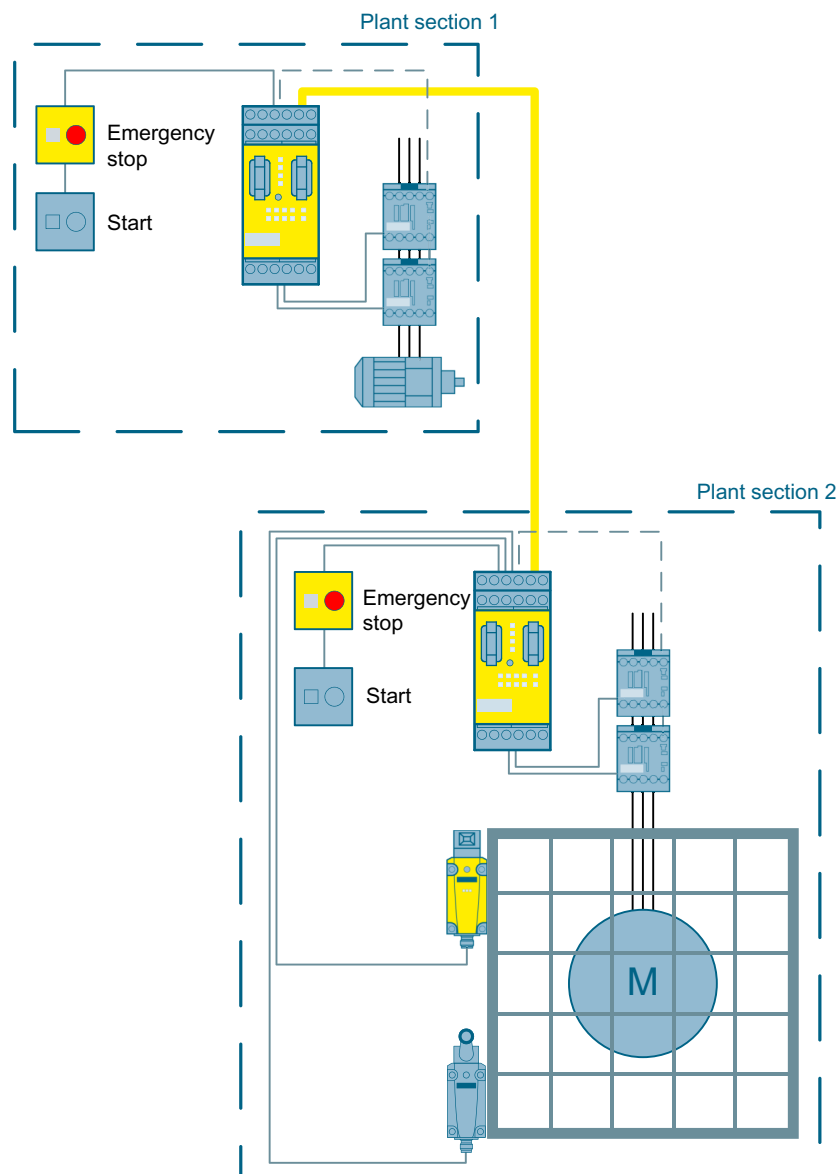 Plant section 1
Emergency
stop
Start
Plant section 2
Emergency
stop
Start
M